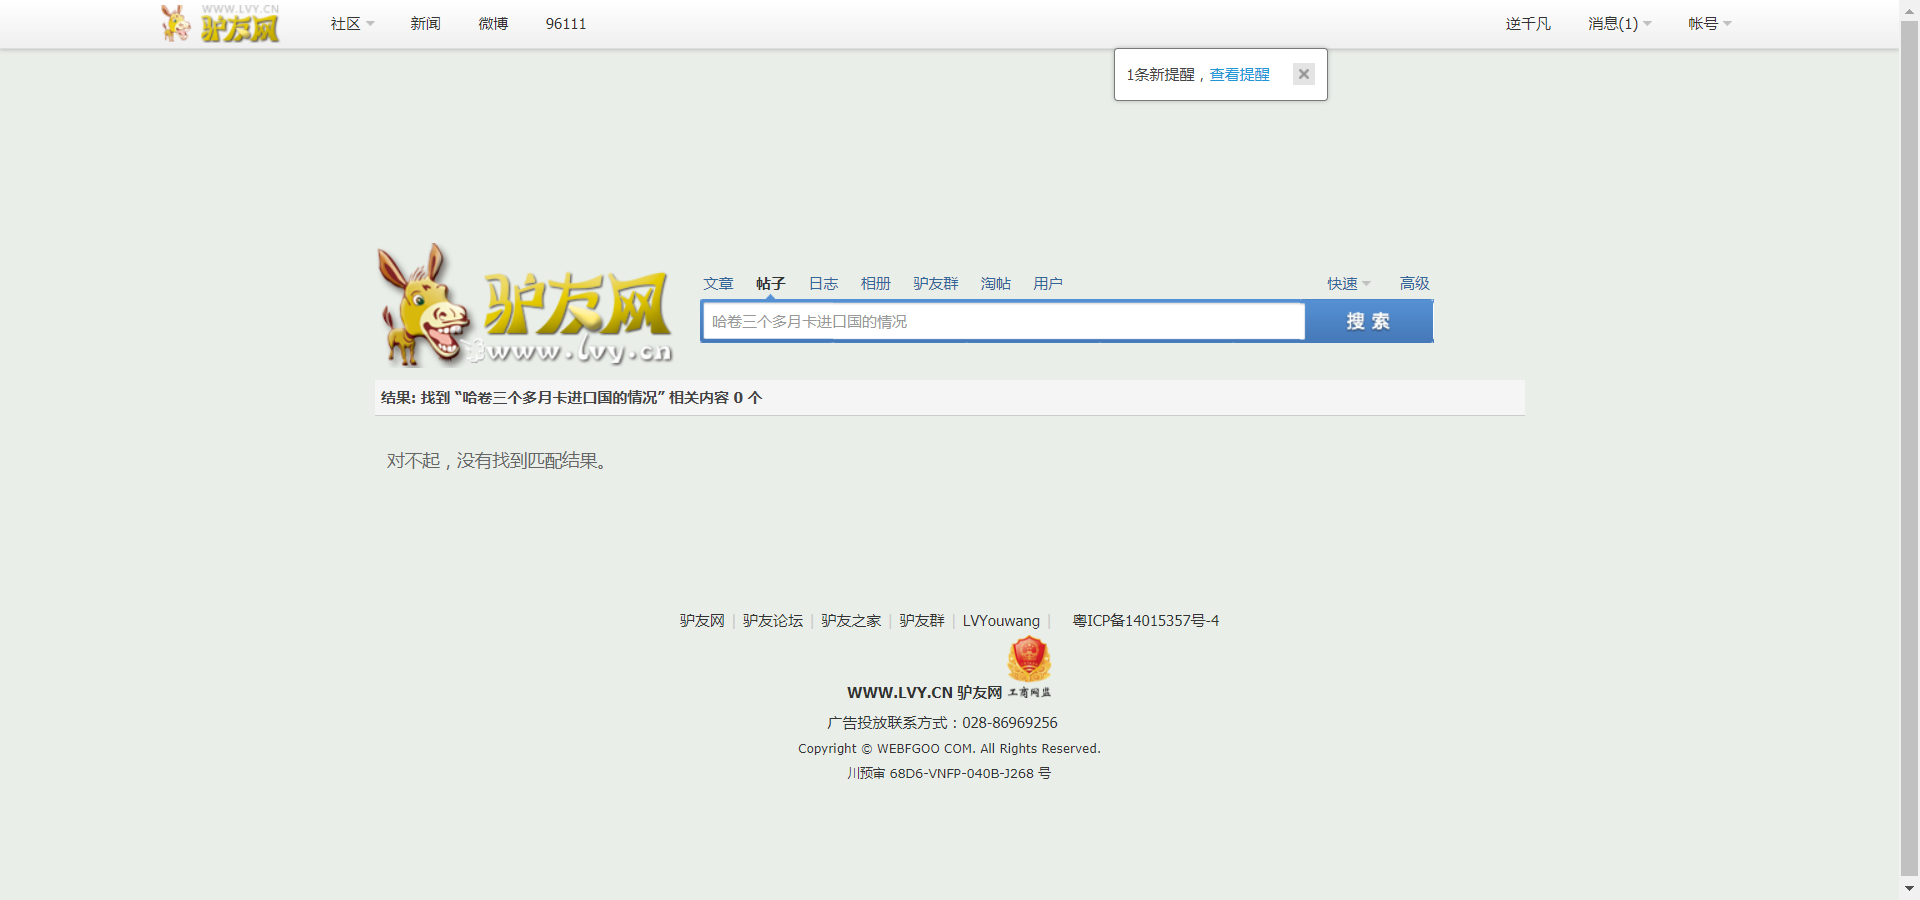 WWW.LVY.CN
驴友网
社区 新闻 微博 96111 逆千凡 消息(1) 帐号
1条新提醒，查看提醒
驴友网
www.lvy.cn
文章 帖子 日志 相册 驴友群 淘帖 用户 快速 高级
哈卷三个多月卡进口国的情况 搜索
结果: 找到 “哈卷三个多月卡进口国的情况” 相关内容 0 个
对不起，没有找到匹配结果。
驴友网 | 驴友论坛 | 驴友之家 | 驴友群 | LVYouwang | 粤ICP备14015357号-4
WWW.LVY.CN 驴友网 工商网监
广告投放联系方式：028-86969256
Copyright © WEBFGOO COM. All Rights Reserved.
川预审 68D6-VNFP-040B-J268 号